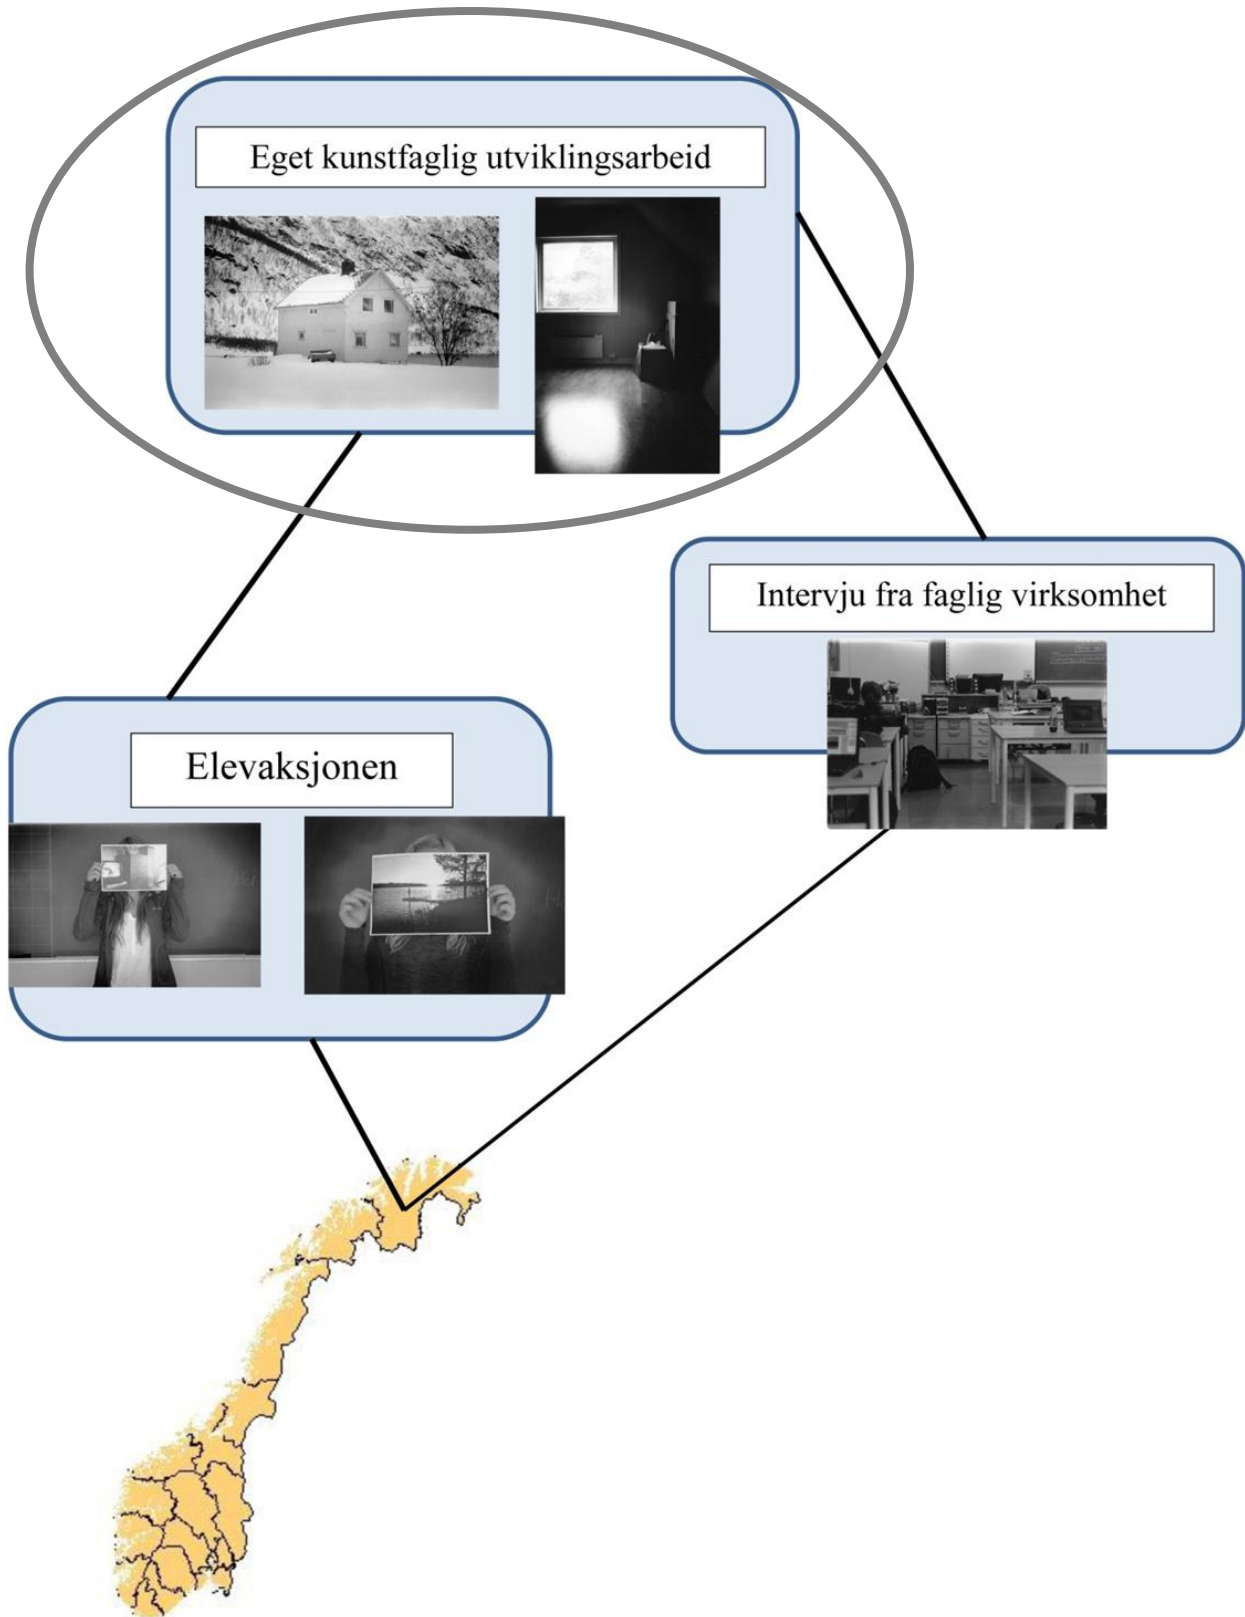 Eget kunstfaglig utviklingsarbeid
Intervju fra faglig virksomhet
Elevaksjonen